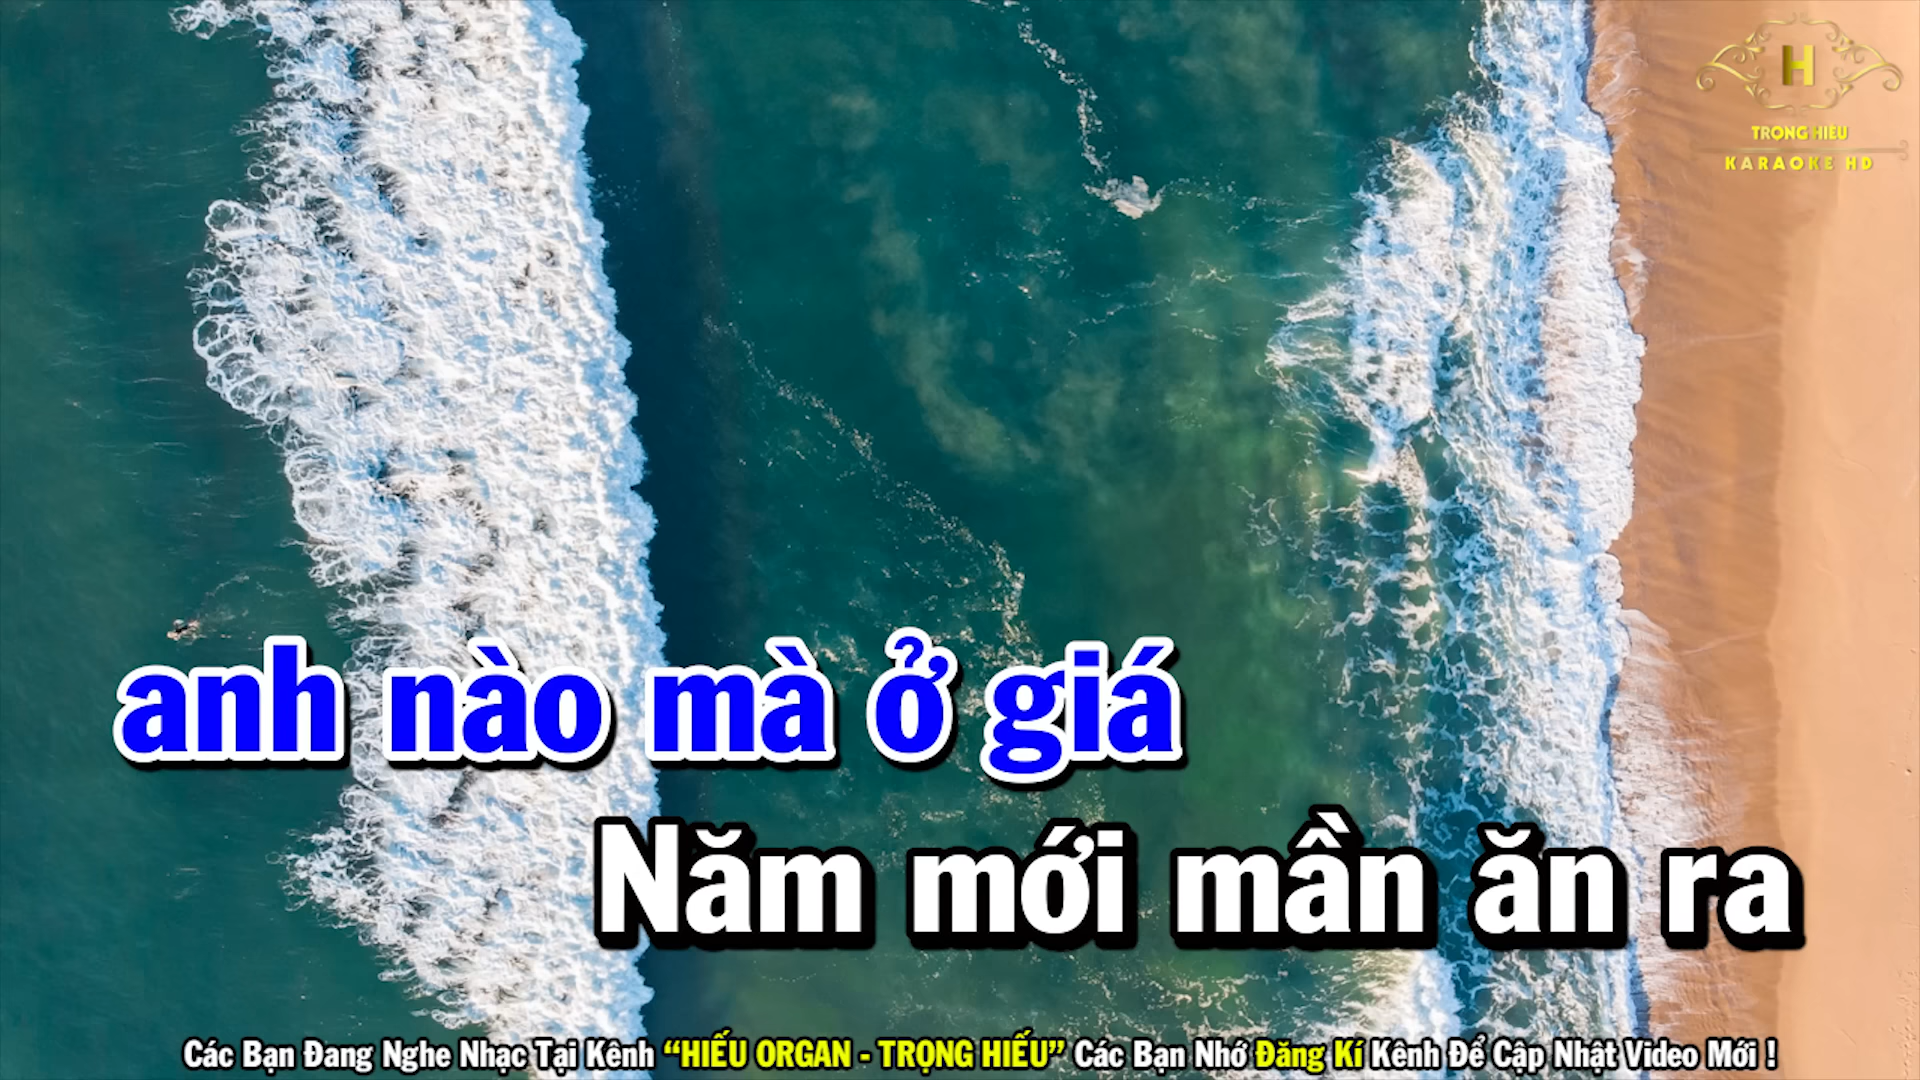 H
TRỌNG HIẾU
KARAOKE HD
anh nào mà ở giá
Năm mới mần ăn ra
Các Bạn Đang Nghe Nhạc Tại Kênh “HIẾU ORGAN - TRỌNG HIẾU” Các Bạn Nhớ Đăng Kí Kênh Để Cập Nhật Video Mới !